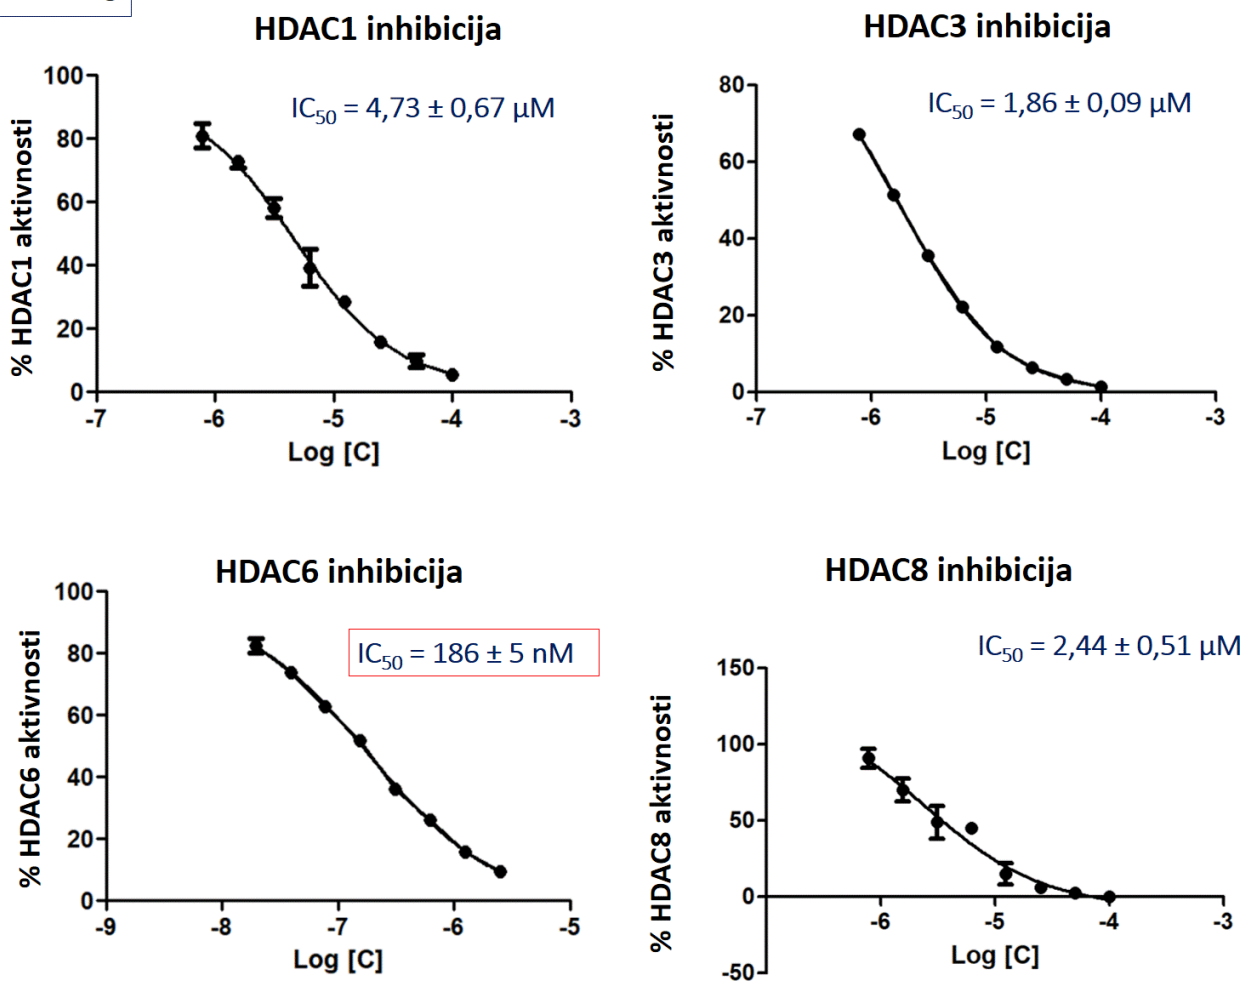 HDAC1 inhibicija
IC50 = 4,73 ± 0,67 µM
% HDAC1 aktivnosti
100
80
60
40
20
0
-7 -6 -5 -4 -3
Log [C]
HDAC3 inhibicija
IC50 = 1,86 ± 0,09 µM
% HDAC3 aktivnosti
80
60
40
20
0
-7 -6 -5 -4 -3
Log [C]
HDAC6 inhibicija
IC50 = 186 ± 5 nM
% HDAC6 aktivnosti
100
80
60
40
20
0
-9 -8 -7 -6 -5
Log [C]
HDAC8 inhibicija
IC50 = 2,44 ± 0,51 µM
% HDAC8 aktivnosti
150
100
50
0
-50
-6 -5 -4 -3
Log [C]